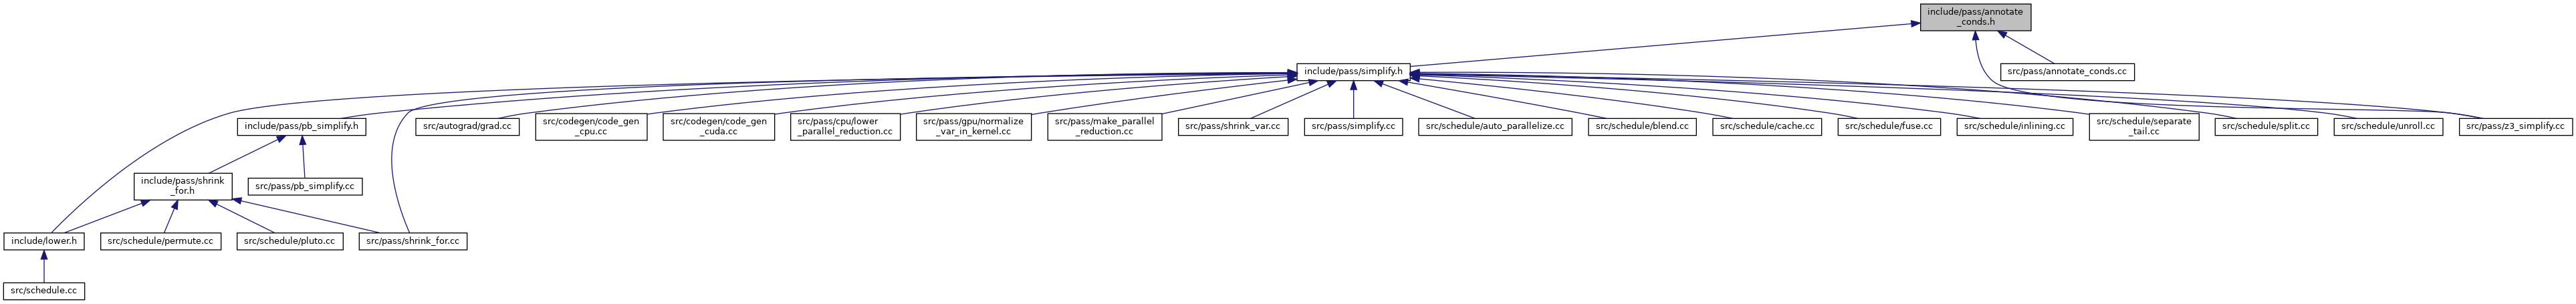 include/pass/annotate
_conds.h
include/pass/simplify.h
src/pass/annotate_conds.cc
include/pass/pb_simplify.h
src/autograd/grad.cc
src/codegen/code_gen
_cpu.cc
src/codegen/code_gen
_cuda.cc
src/pass/cpu/lower
_parallel_reduction.cc
src/pass/gpu/normalize
_var_in_kernel.cc
src/pass/make_parallel
_reduction.cc
src/pass/shrink_var.cc
src/pass/simplify.cc
src/schedule/auto_parallelize.cc
src/schedule/blend.cc
src/schedule/cache.cc
src/schedule/fuse.cc
src/schedule/inlining.cc
src/schedule/separate
_tail.cc
src/schedule/split.cc
src/schedule/unroll.cc
src/pass/z3_simplify.cc
include/pass/shrink
_for.h
src/pass/pb_simplify.cc
include/lower.h
src/schedule/permute.cc
src/schedule/pluto.cc
src/pass/shrink_for.cc
src/schedule.cc